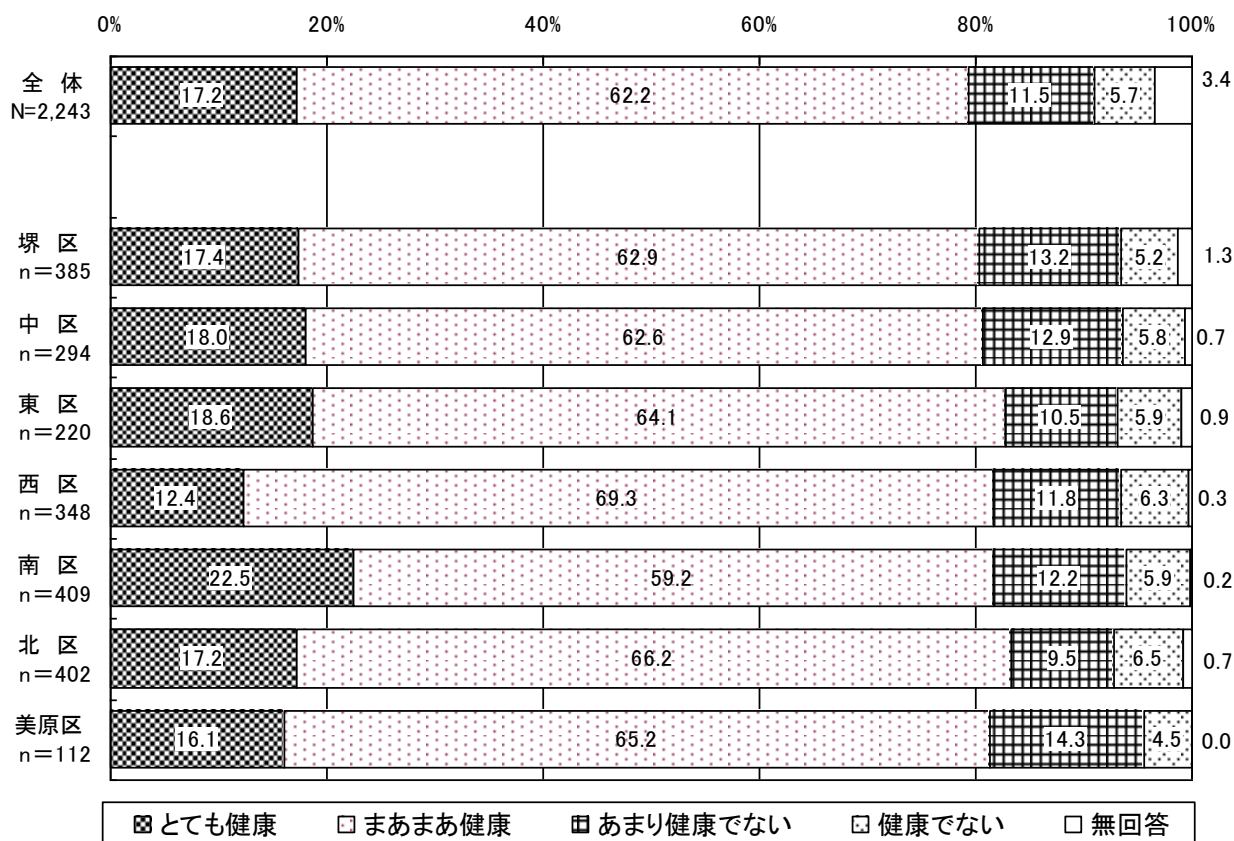 0% 20% 40% 60% 80% 100%
全 体
N=2,243
17.2 62.2 11.5 5.7 3.4
堺 区
n=385
17.4 62.9 13.2 5.2 1.3
中 区
n=294
18.0 62.6 12.9 5.8 0.7
東 区
n=220
18.6 64.1 10.5 5.9 0.9
西 区
n=348
12.4 69.3 11.8 6.3 0.3
南 区
n=409
22.5 59.2 12.2 5.9 0.2
北 区
n=402
17.2 66.2 9.5 6.5 0.7
美原区
n=112
16.1 65.2 14.3 4.5 0.0
とても健康 まあまあ健康 あまり健康でない 健康でない 無回答